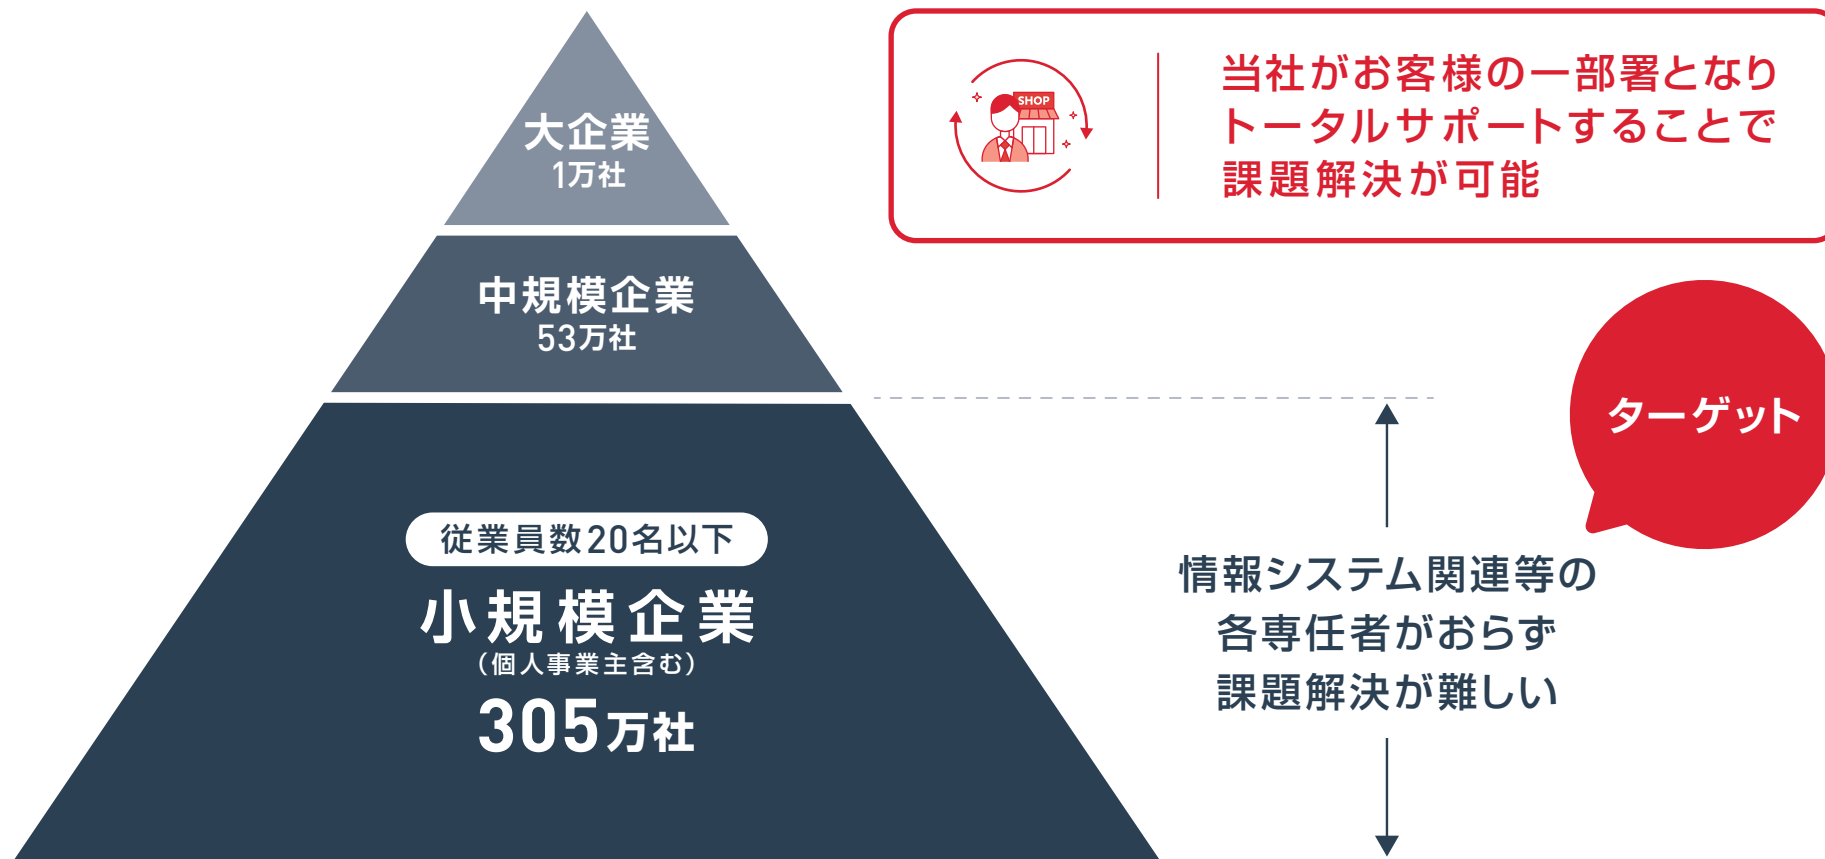 大企業
1万社
中規模企業
53万社
従業員数20名以下
小規模企業
（個人事業主含む）
305万社
SHOP
当社がお客様の一部署となり
トータルサポートすることで
課題解決が可能
ターゲット
情報システム関連等の
各専任者がおらず
課題解決が難しい